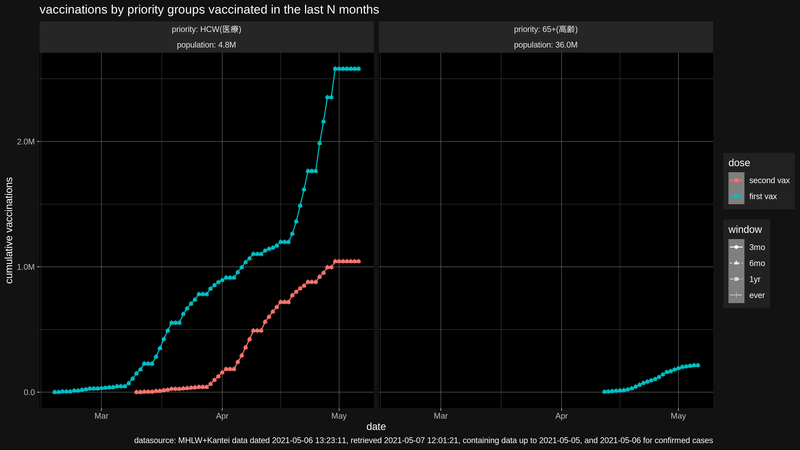 vaccinations by priority groups vaccinated in the last N months
priority: HCW(医療)
population: 4.8M
priority: 65+(高齢)
population: 36.0M
cumulative vaccinations
2.0M
1.0M
0.0
Mar
Apr
May
Mar
Apr
May
date
dose
second vax
first vax
window
3mo
6mo
1yr
ever
datasource: MHLW+Kantei data dated 2021-05-06 13:23:11, retrieved 2021-05-07 12:01:21, containing data up to 2021-05-05, and 2021-05-06 for confirmed cases